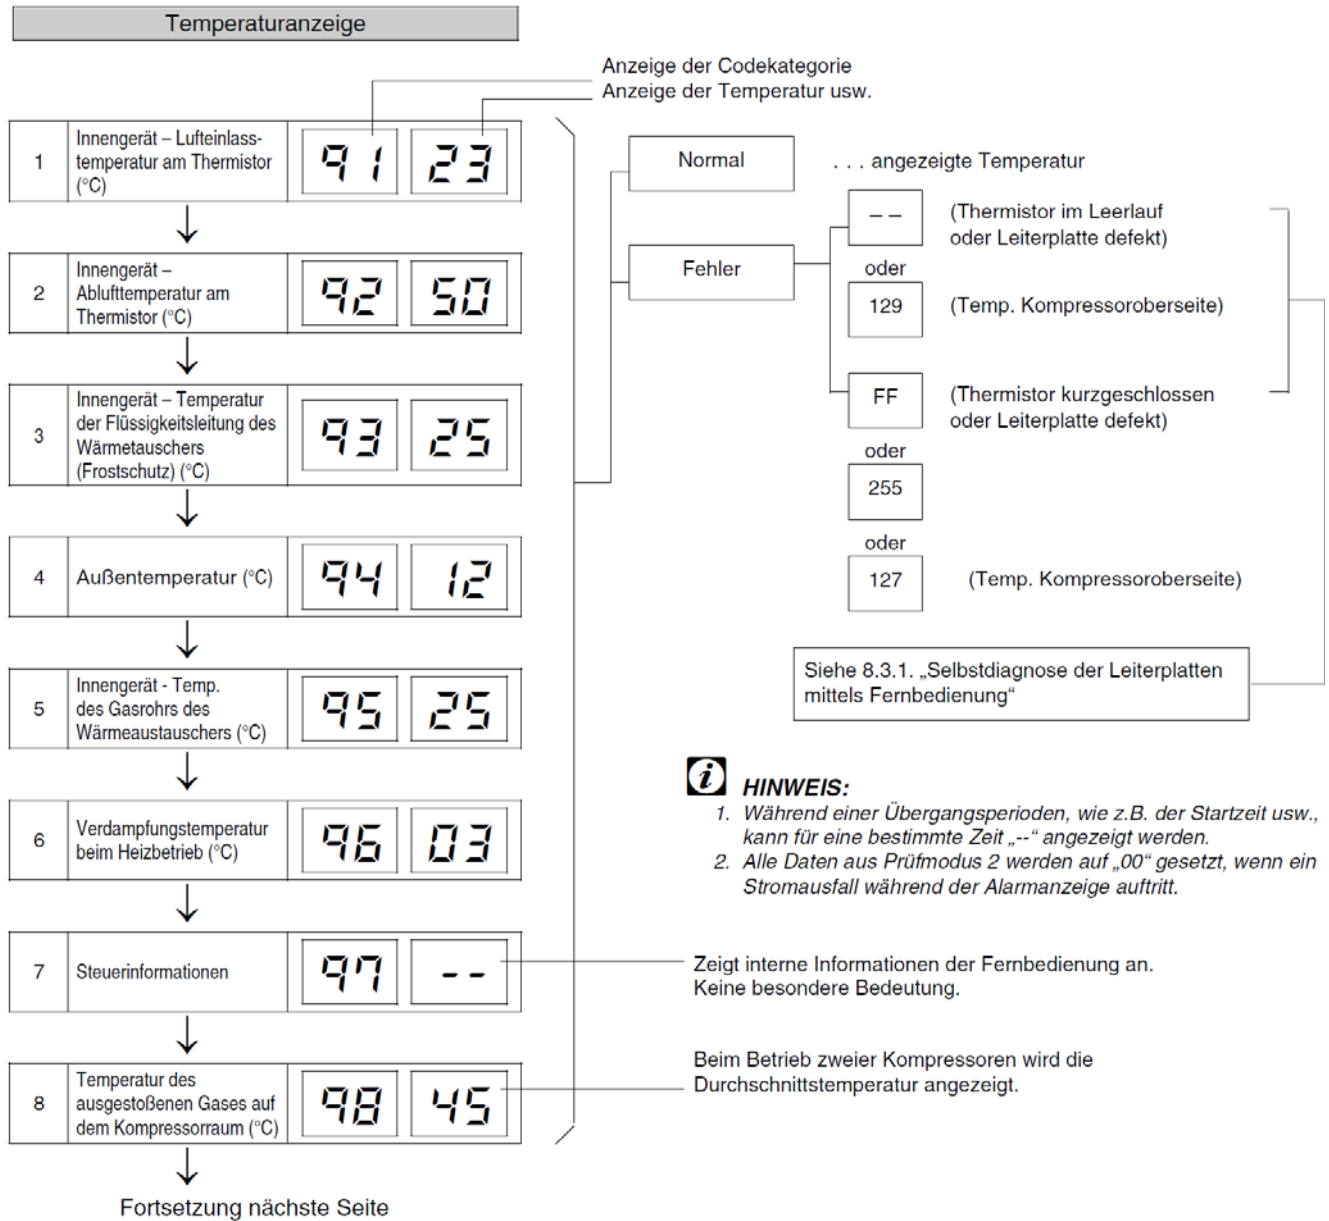 Temperaturanzeige
Anzeige der Codekategorie
Anzeige der Temperatur usw.
1
Innengerät – Lufteinlass-
temperatur am Thermistor
(°C)
91 23
2
Innengerät –
Ablufttemperatur am
Thermistor (°C)
92 50
3
Innengerät – Temperatur
der Flüssigkeitsleitung des
Wärmetauschers
(Frostschutz) (°C)
93 25
4
Außentemperatur (°C)
94 12
5
Innengerät - Temp.
des Gasrohrs des
Wärmeaustauschers (°C)
95 25
6
Verdampfungstemperatur
beim Heizbetrieb (°C)
96 03
7
Steuerinformationen
97 --
8
Temperatur des
ausgestoßenen Gases auf
dem Kompressorraum (°C)
98 45
Fortsetzung nächste Seite
Normal
. . . angezeigte Temperatur
Fehler
– –
(Thermistor im Leerlauf
oder Leiterplatte defekt)
oder
129
(Temp. Kompressoroberseite)
FF
(Thermistor kurzgeschlossen
oder Leiterplatte defekt)
oder
255
oder
127
(Temp. Kompressoroberseite)
Siehe 8.3.1. „Selbstdiagnose der Leiterplatten
mittels Fernbedienung“
i HINWEIS:
1. Während einer Übergangsperioden, wie z.B. der Startzeit usw.,
kann für eine bestimmte Zeit „--“ angezeigt werden.
2. Alle Daten aus Prüfmodus 2 werden auf „00“ gesetzt, wenn ein
Stromausfall während der Alarmanzeige auftritt.
Zeigt interne Informationen der Fernbedienung an.
Keine besondere Bedeutung.
Beim Betrieb zweier Kompressoren wird die
Durchschnittstemperatur angezeigt.